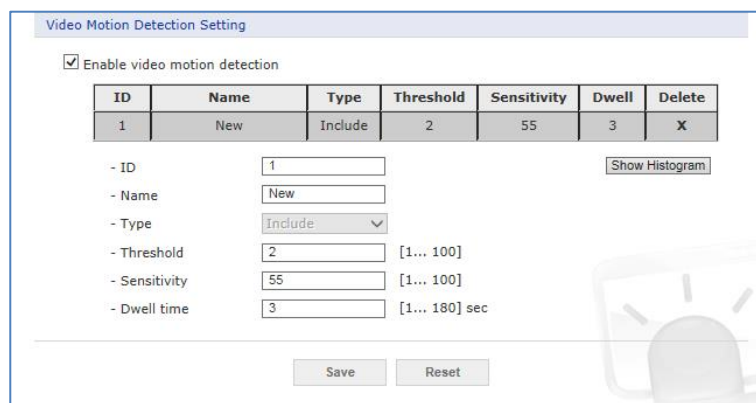 Video Motion Detection Setting
Enable video motion detection
ID Name Type Threshold Sensitivity Dwell Delete
1 New Include 2 55 3 X
- ID 1 Show Histogram
- Name New
- Type Include
- Threshold 2 [1... 100]
- Sensitivity 55 [1... 100]
- Dwell time 3 [1... 180] sec
Save Reset